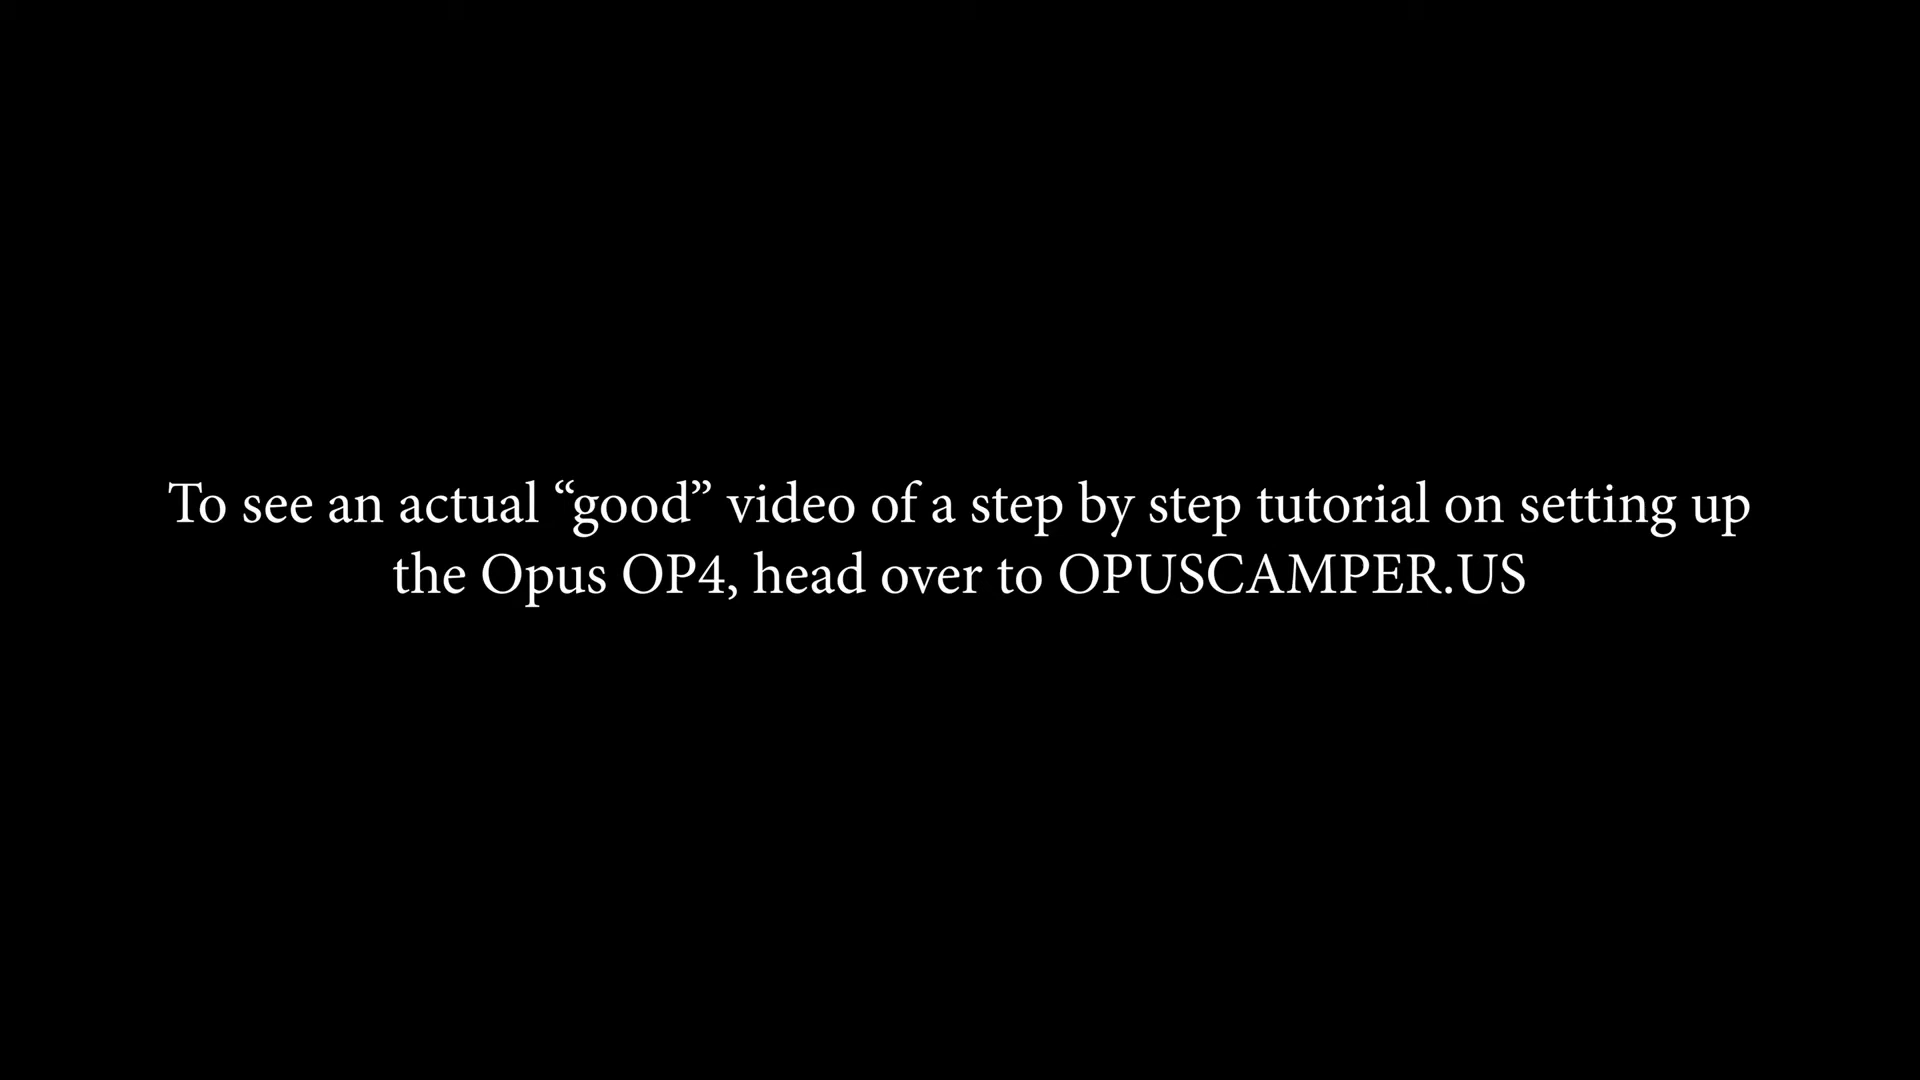 To see an actual “good” video of a step by step tutorial on setting up
the Opus OP4, head over to OPUSCAMPER.US